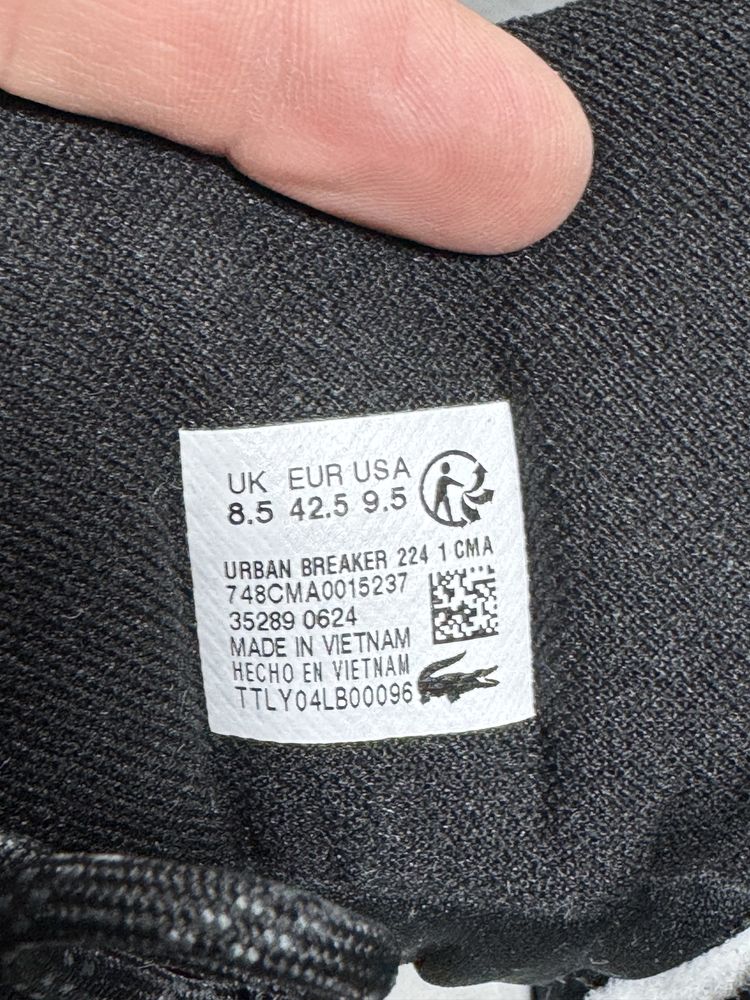 UK EUR USA
8.5 42.5 9.5
URBAN BREAKER 224 1 CMA
748CMA0015237
35289 0624
MADE IN VIETNAM
HECHO EN VIETNAM
TTLY04LB00096